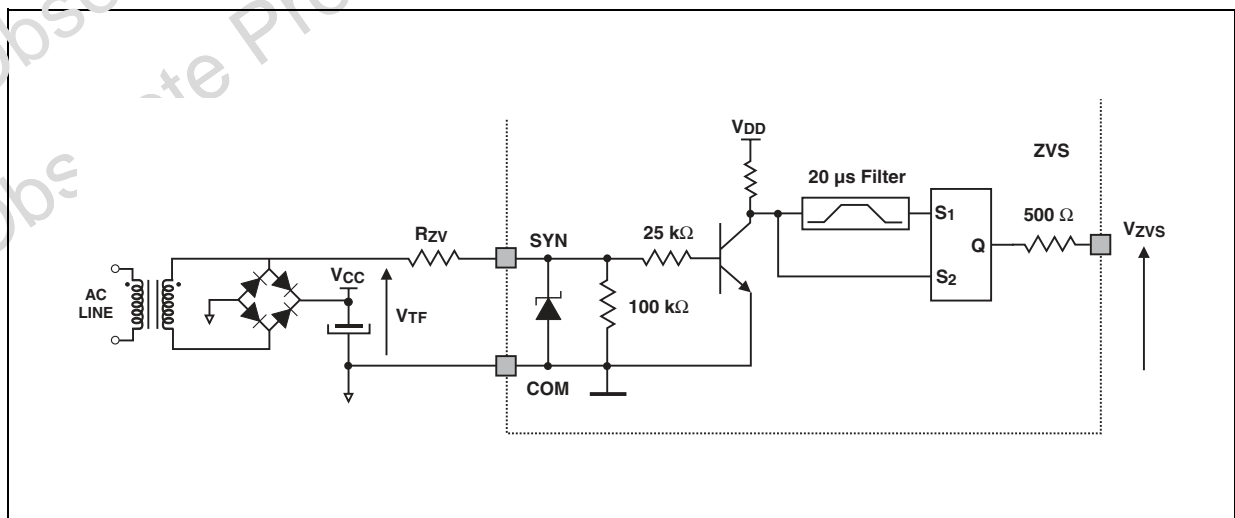 VDD
ZVS
20 µs Filter
RZV
SYN
25 kΩ
S1
500 Ω
VZVS
Q
VCC
S2
AC
LINE
VTF
100 kΩ
COM